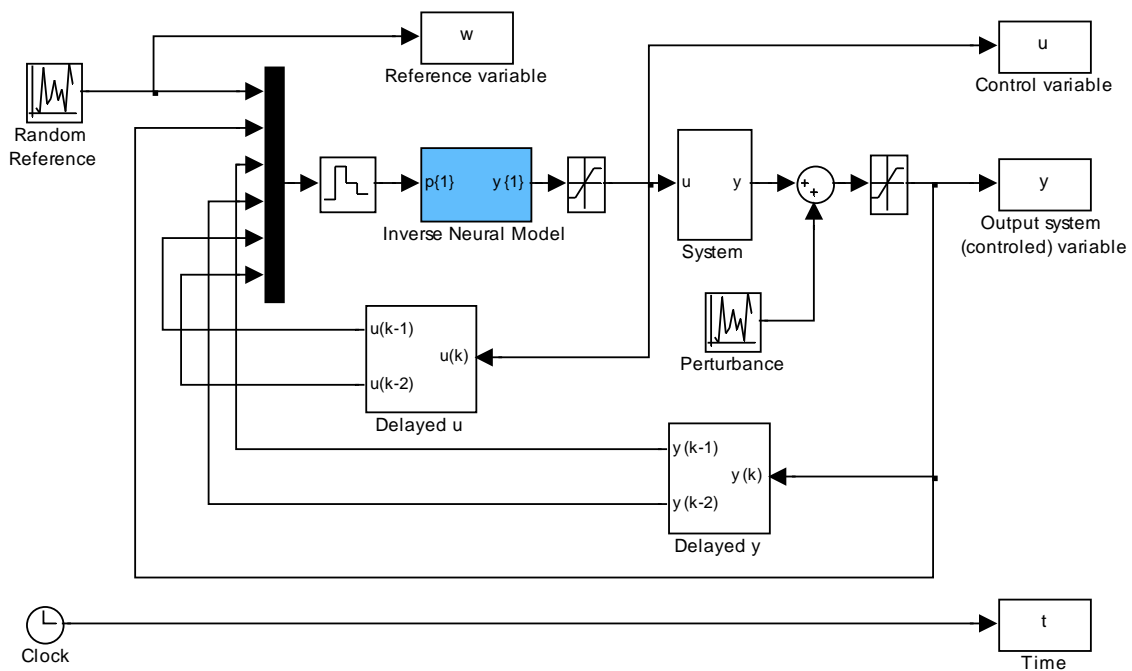 w
Reference variable
u
Control variable
Random
Reference
p{1}
y{1}
Inverse Neural Model
u
y
System
+
+
y
Output system
(controled) variable
Perturbance
u(k-1)
u(k)
u(k-2)
Delayed u
y(k-1)
y(k)
y(k-2)
Delayed y
Clock
t
Time